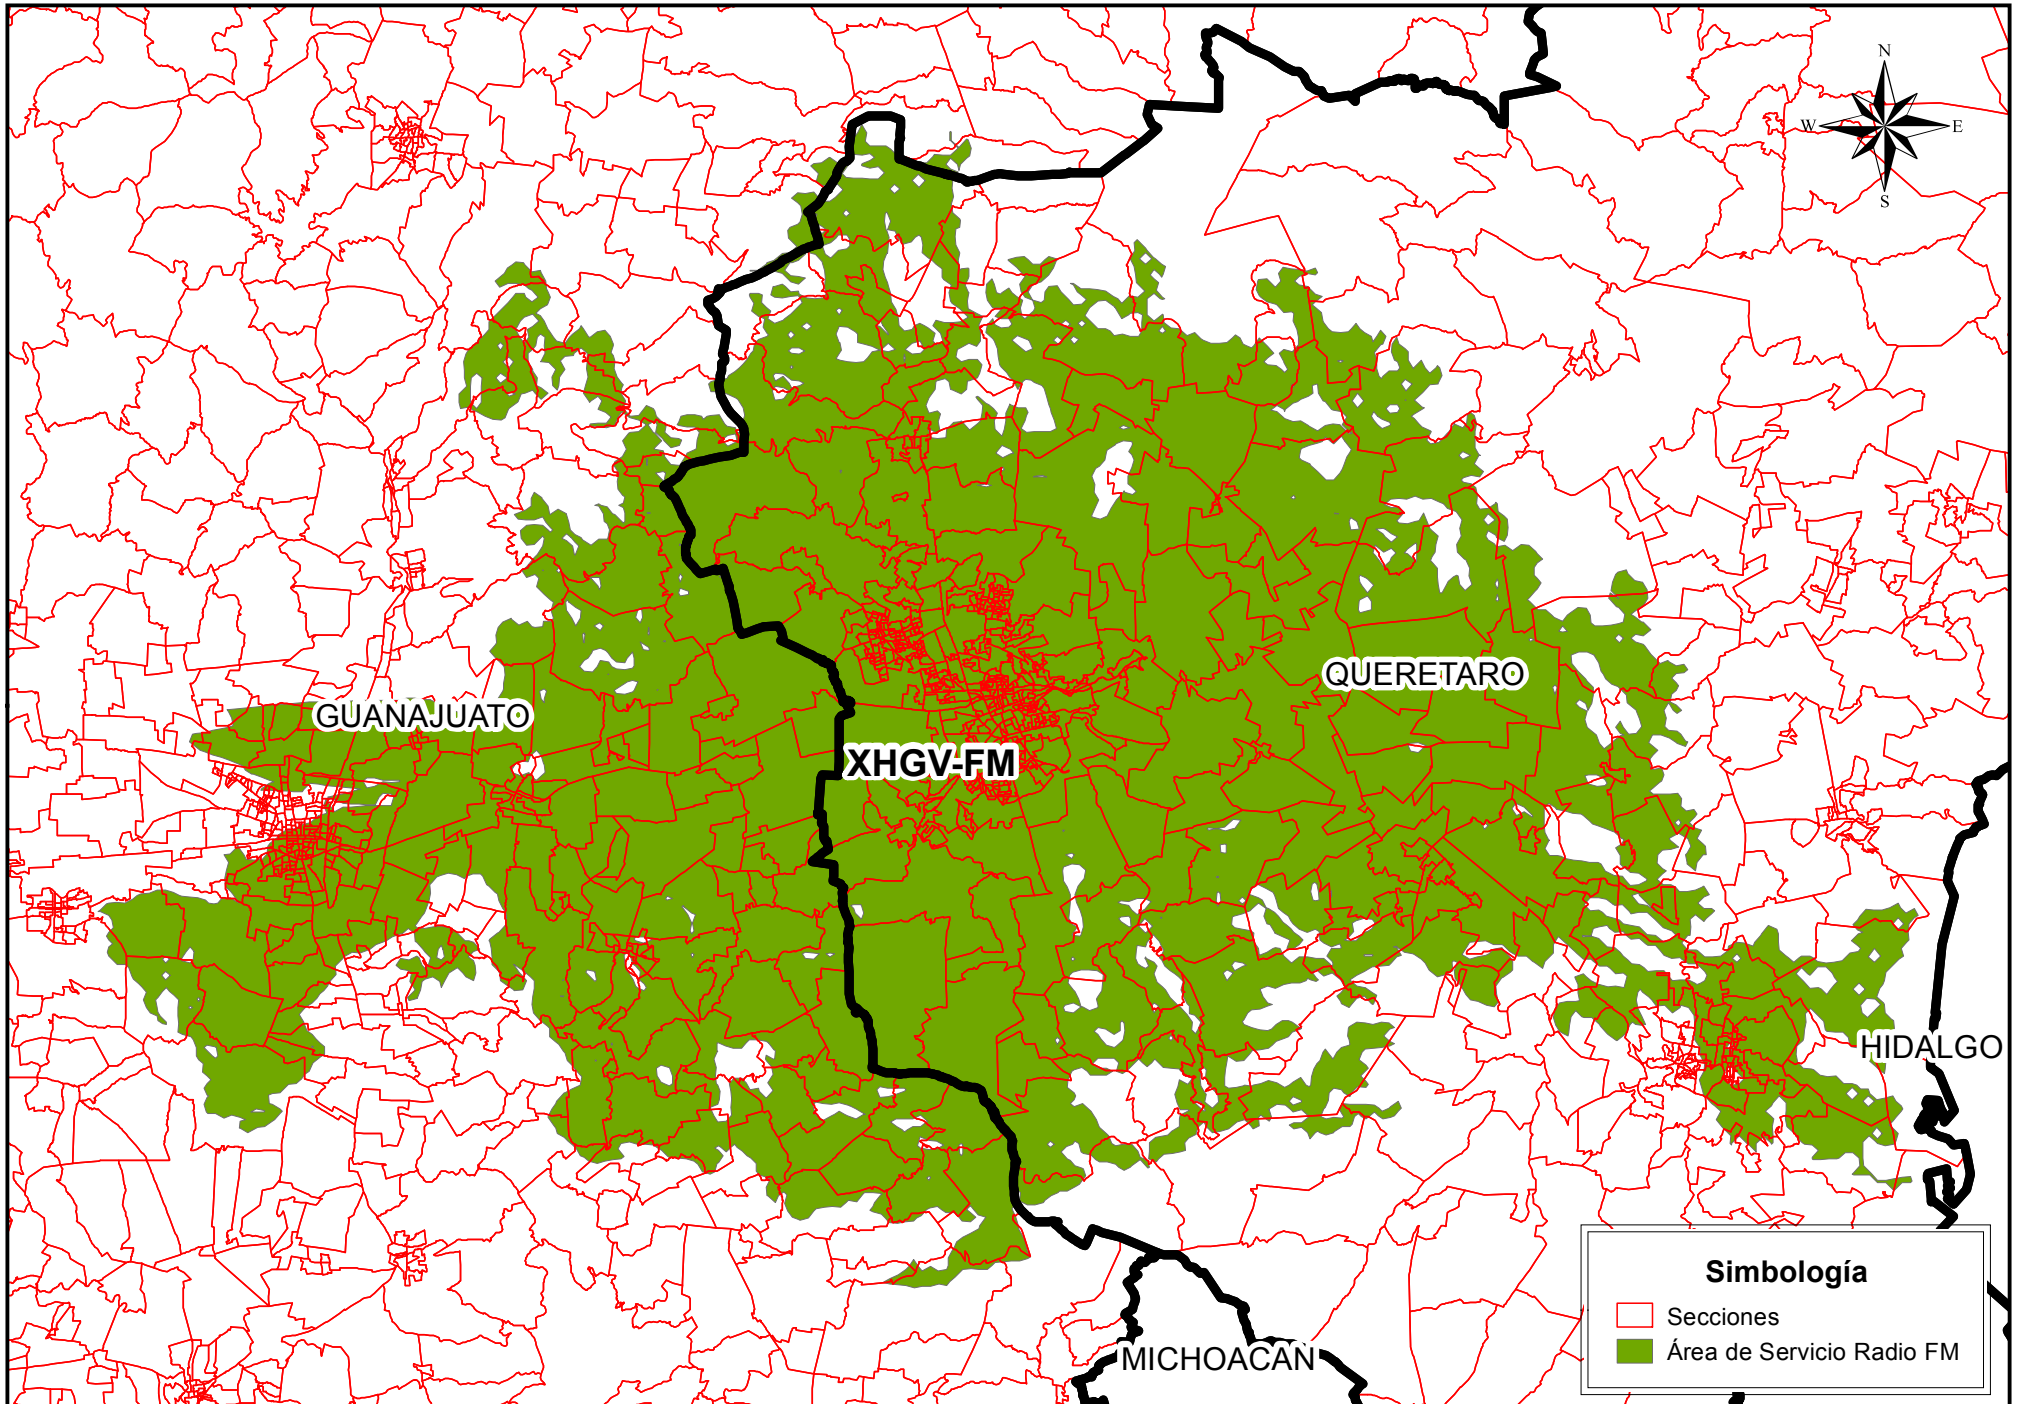 N
W E
S
QUERETARO
GUANAJUATO
XHGV-FM
HIDALGO
MICHOACAN
Simbología
Secciones
Área de Servicio Radio FM